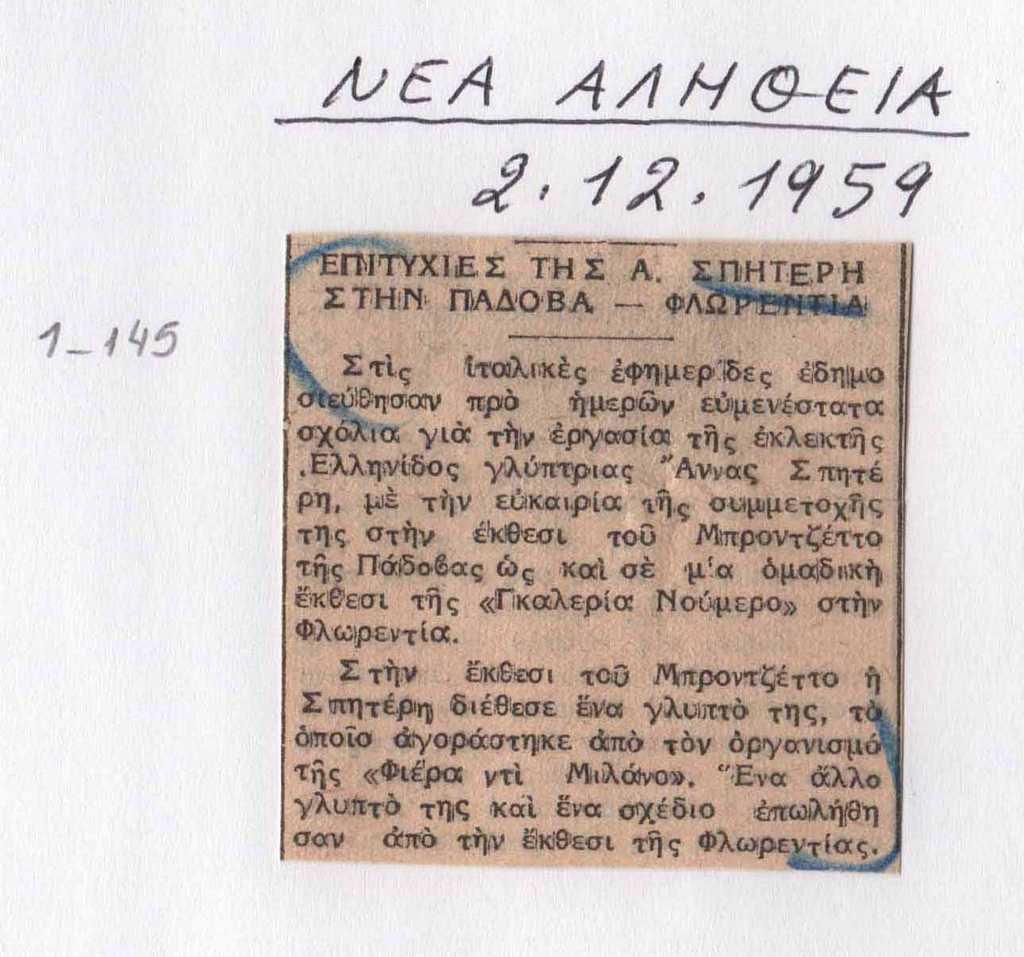 ΝΕΑ ΑΛΗΘΕΙΑ
2.12.1959
1-145
ΕΠΙΤΥΧΙΕΣ ΤΗΣ Α. ΣΠΗΤΕΡΗ
ΣΤΗΝ ΠΑΔΟΒΑ — ΦΛΩΡΕΝΤΙΑ
Στὶς ἰταλικὲς ἐφημερίδες ἐδημο
σιεύθησαν πρὸ ἡμερῶν εὐμενέστατα
σχόλια γιὰ τὴν ἐργασία τῆς ἐκλεκτῆς
Ἑλληνίδος γλύπτριας Ἄννας Σπητέ
ρη, μὲ τὴν εὐκαιρία τῆς συμμετοχῆς
της στὴν ἔκθεσι τοῦ Μπροντζέττο
τῆς Πάδοβας ὡς καὶ σὲ μία ὁμαδικὴ
ἔκθεσι τῆς «Γκαλερία Νούμερο» στὴν
Φλωρεντία.
Στὴν ἔκθεσι τοῦ Μπροντζέττο ἡ
Σπητέρη διέθεσε ἕνα γλυπτὸ της, τὸ
ὁποῖο ἀγοράστηκε ἀπὸ τὸν ὀργανισμό
τῆς «Φιέρα ντὶ Μιλάνο». Ἕνα ἄλλο
γλυπτὸ της καὶ ἕνα σχέδιο ἐπωλήθη
σαν ἀπὸ τὴν ἔκθεσι τῆς Φλωρεντίας.